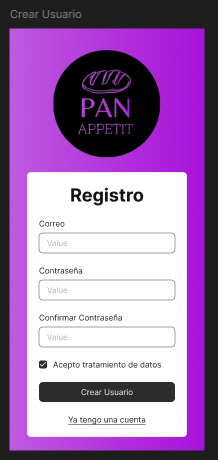 Crear Usuario
PAN
APPETIT
Registro
Correo
Value
Contraseña
Value
Confirmar Contraseña
Value
Acepto tratamiento de datos
Crear Usuario
Ya tengo una cuenta